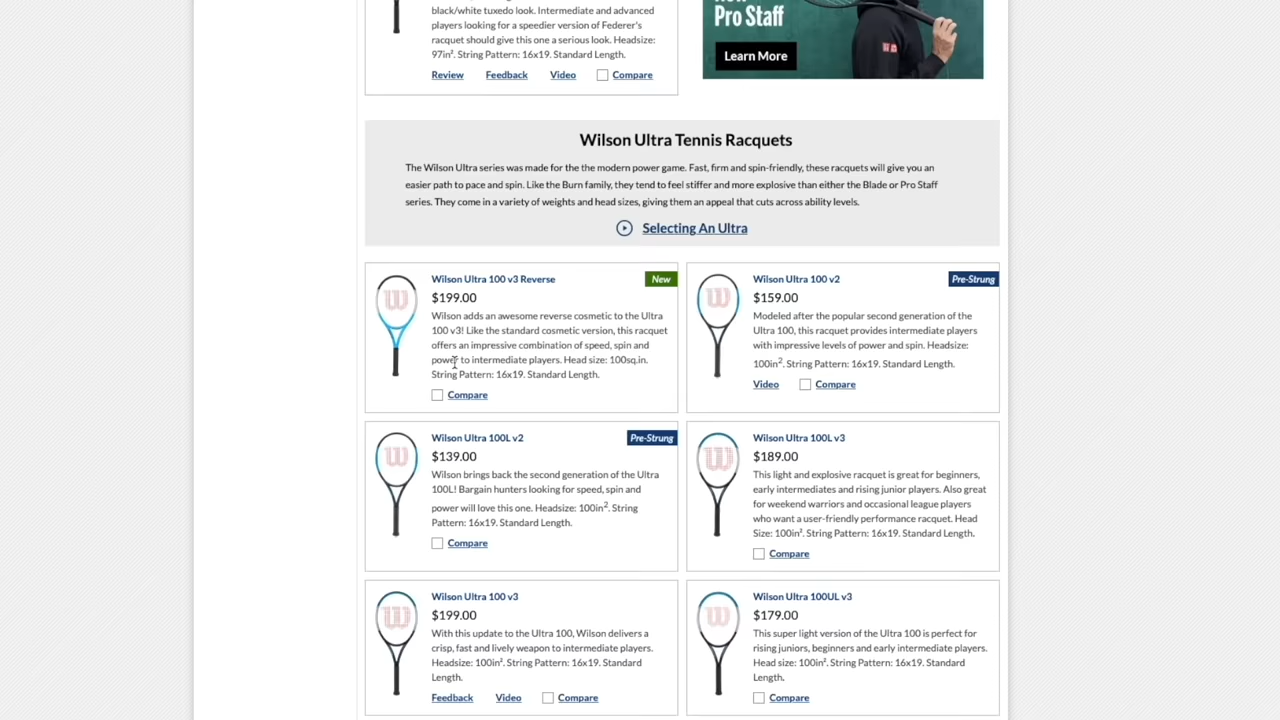 black/white tuxedo look. Intermediate and advanced
players looking for a speedier version of Federer's
racquet should give this one a serious look. Headsize:
97in². String Pattern: 16x19. Standard Length.
Review Feedback Video Compare
Pro Staff
Learn More
Wilson Ultra Tennis Racquets
The Wilson Ultra series was made for the the modern power game. Fast, firm and spin-friendly, these racquets will give you an
easier path to pace and spin. Like the Burn family, they tend to feel stiffer and more explosive than either the Blade or Pro Staff
series. They come in a variety of weights and head sizes, giving them an appeal that cuts across ability levels.
Selecting An Ultra
Wilson Ultra 100 v3 Reverse
New
$199.00
Wilson adds an awesome reverse cosmetic to the Ultra
100 v3! Like the standard cosmetic version, this racquet
offers an impressive combination of speed, spin and
power to intermediate players. Head size: 100sq.in.
String Pattern: 16x19. Standard Length.
Compare
Wilson Ultra 100 v2
Pre-Strung
$159.00
Modeled after the popular second generation of the
Ultra 100, this racquet provides intermediate players
with impressive levels of power and spin. Headsize:
100in². String Pattern: 16x19. Standard Length.
Video Compare
Wilson Ultra 100L v2
Pre-Strung
$139.00
Wilson brings back the second generation of the Ultra
100L! Bargain hunters looking for speed, spin and
power will love this one. Headsize: 100in². String
Pattern: 16x19. Standard Length.
Compare
Wilson Ultra 100L v3
$189.00
This light and explosive racquet is great for beginners,
early intermediates and rising junior players. Also great
for weekend warriors and occasional league players
who want a user-friendly performance racquet. Head
Size: 100in². String Pattern: 16x19. Standard Length.
Compare
Wilson Ultra 100 v3
$199.00
With this update to the Ultra 100, Wilson delivers a
crisp, fast and lively weapon to intermediate players.
Headsize: 100in². String Pattern: 16x19. Standard
Length.
Feedback Video Compare
Wilson Ultra 100UL v3
$179.00
This super light version of the Ultra 100 is perfect for
rising juniors, beginners and early intermediate players.
Head size: 100in². String Pattern: 16x19. Standard
Length.
Compare